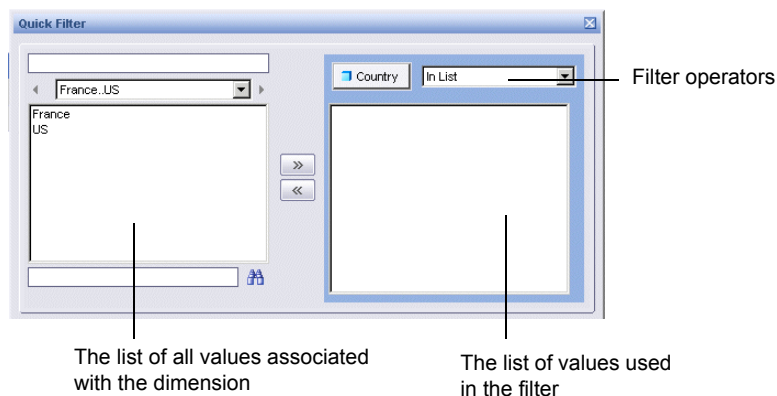 Quick Filter
France..US
France
US
»
«
Country
In List
Filter operators
The list of all values associated
with the dimension
The list of values used
in the filter